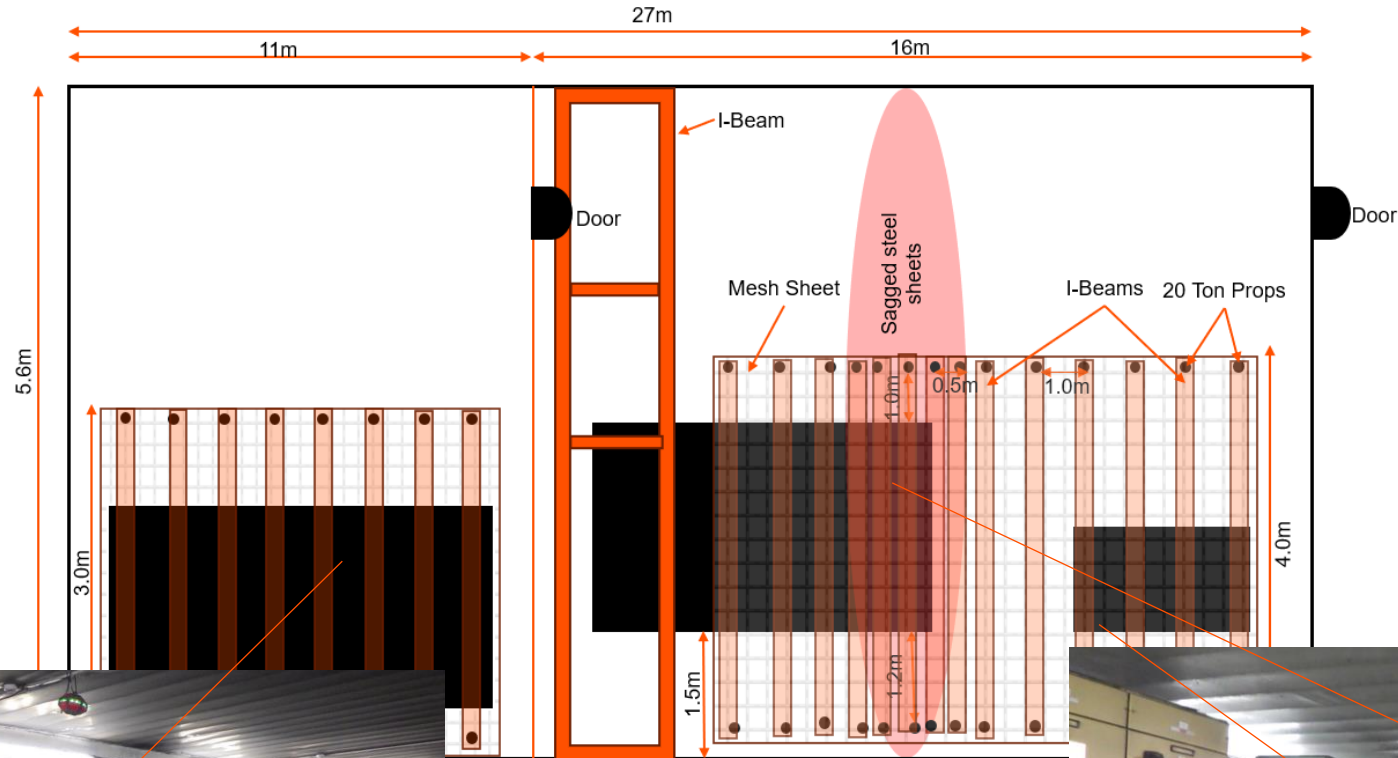 27m
11m
16m
I-Beam
Door
Door
Sagged steel
sheets
Mesh Sheet
I-Beams
20 Ton Props
5.6m
1.0m
0.5m
1.0m
3.0m
4.0m
1.5m
1.2m